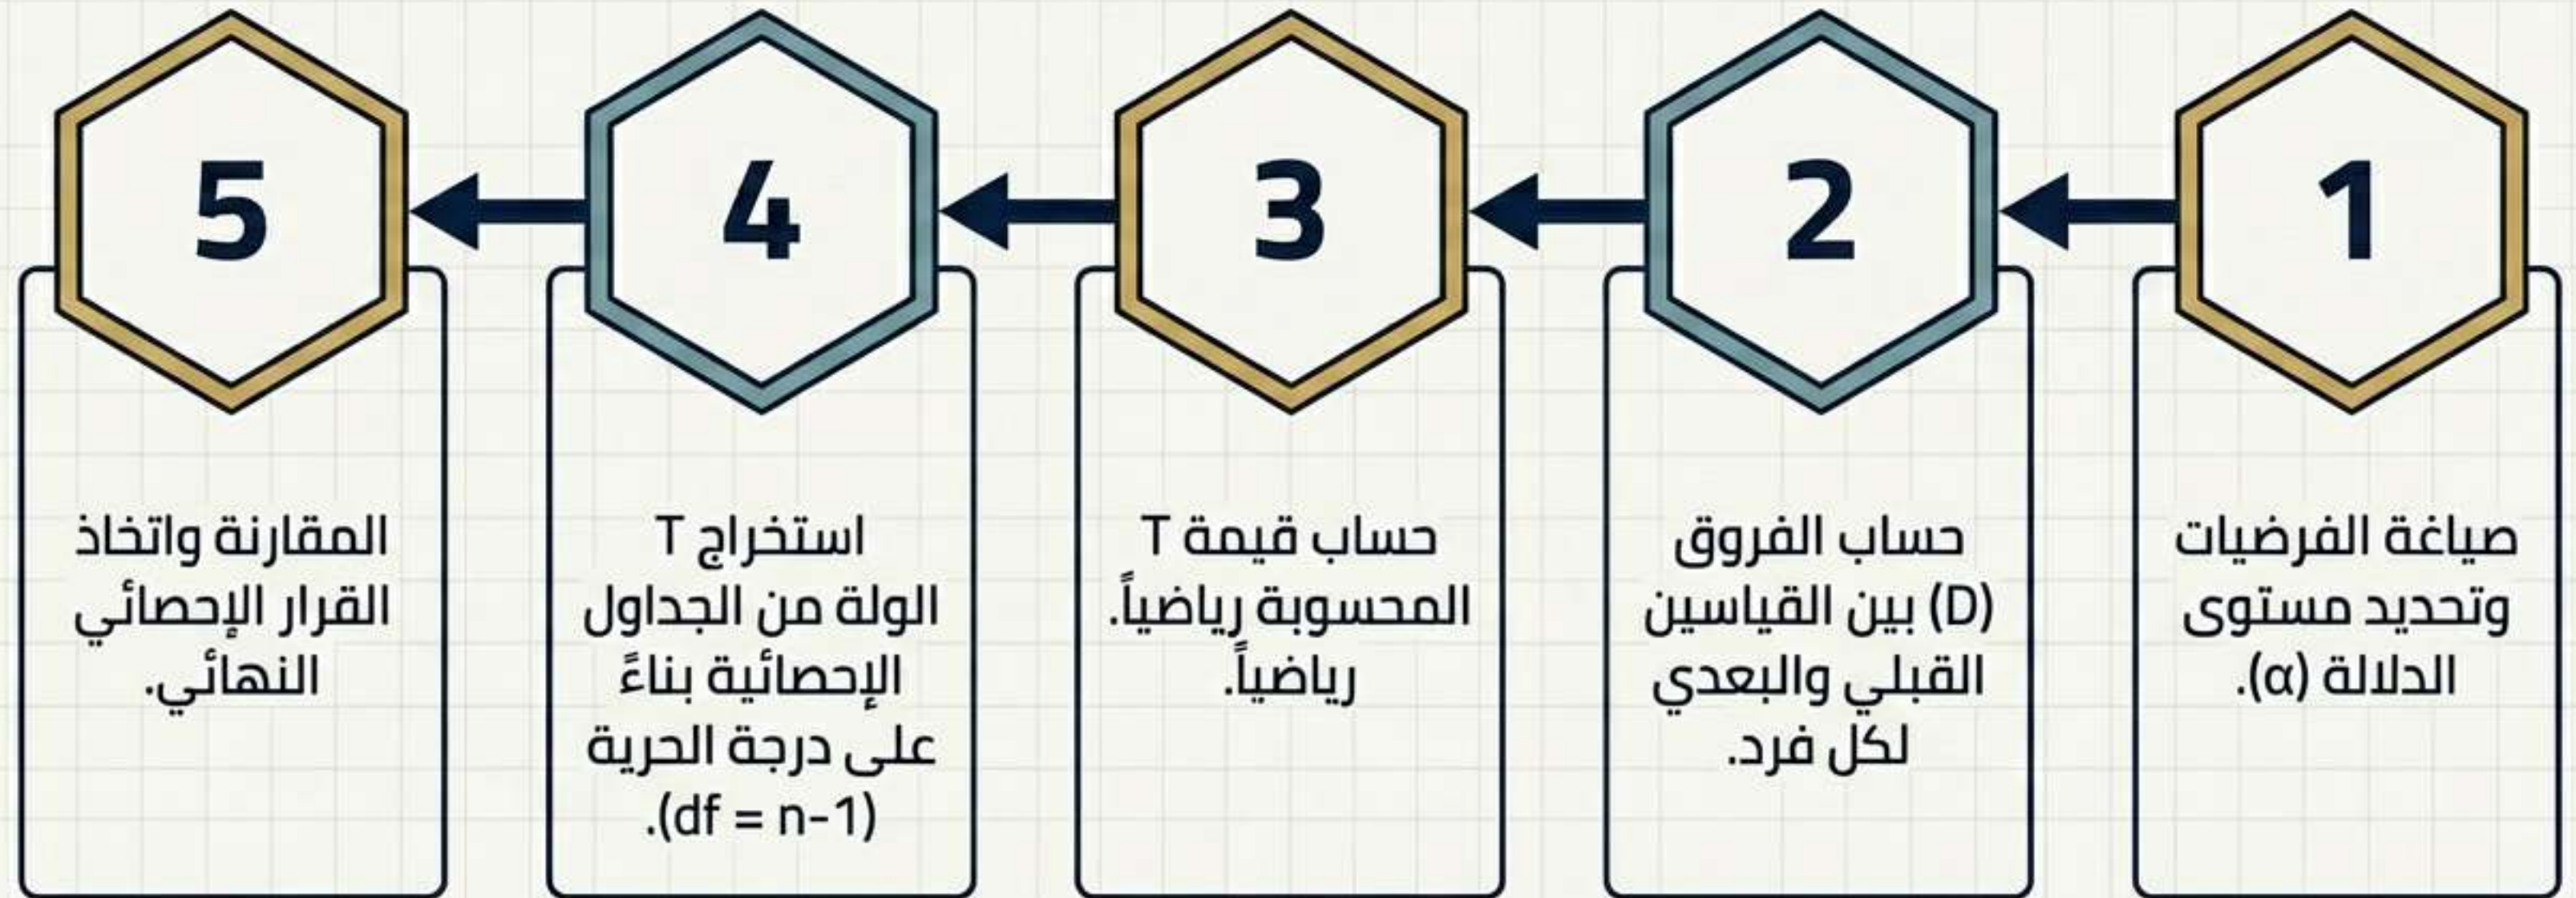 1
صياغة الفرضيات
وتحديد مستوى
الدلالة (α).
2
حساب الفروق
(D) بين القياسين
القبلي والبعدي
لكل فرد.
3
حساب قيمة T
المحسوبة رياضياً.
رياضياً.
4
استخراج T
الولة من الجداول
الإحصائية بناءً
على درجة الحرية
(df = n-1).
5
المقارنة واتخاذ
القرار الإحصائي
النهائي.